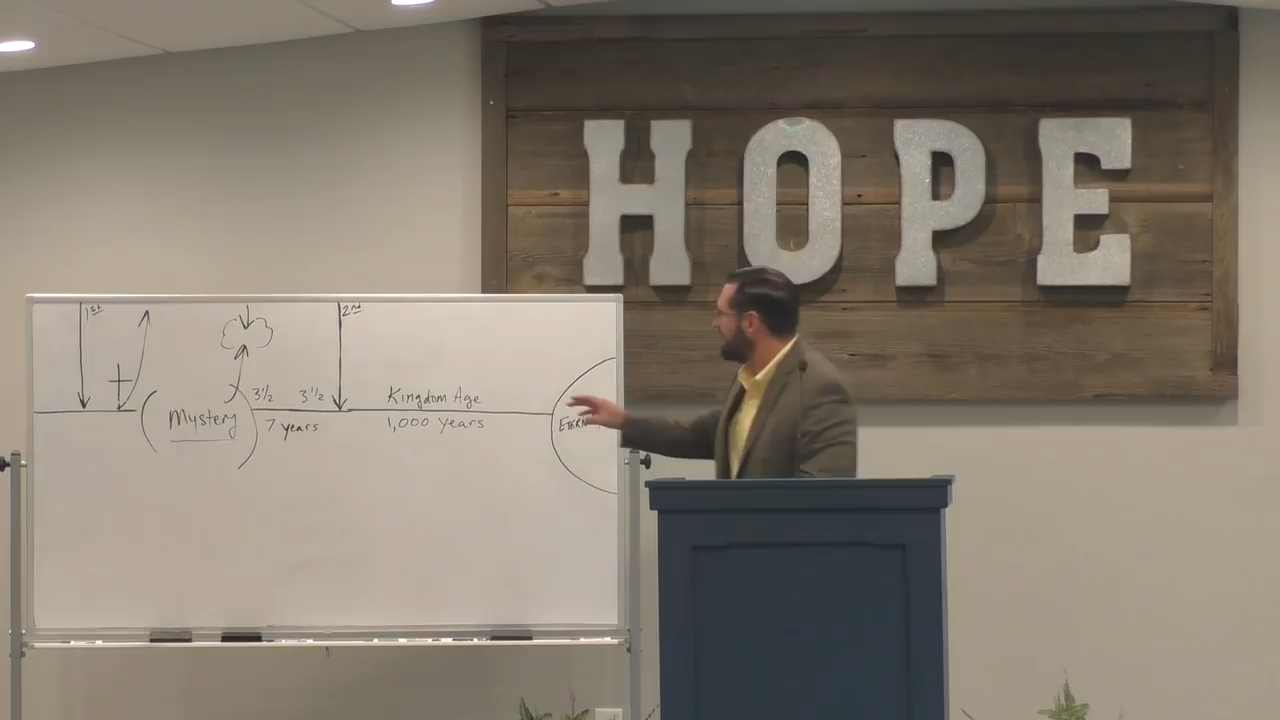 HOPE
1st
2nd
3½ 3½
Kingdom Age
Mystery
7 years
1,000 years